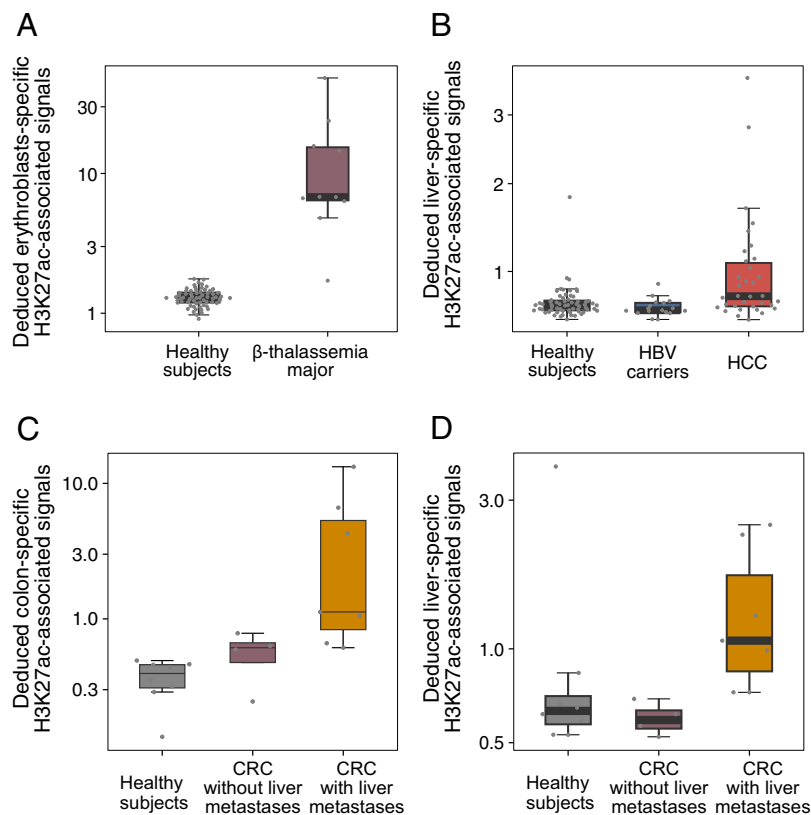 A
Deduced erythroblasts-specific
H3K27ac-associated signals
30
10
3
1
Healthy
subjects
β-thalassemia
major
B
Deduced liver-specific
H3K27ac-associated signals
3
2
1
Healthy
subjects
HBV
carriers
HCC
C
Deduced colon-specific
H3K27ac-associated signals
10.0
3.0
1.0
0.3
Healthy
subjects
CRC
without liver
metastases
CRC
with liver
metastases
D
Deduced liver-specific
H3K27ac-associated signals
3.0
1.0
0.5
Healthy
subjects
CRC
without liver
metastases
CRC
with liver
metastases